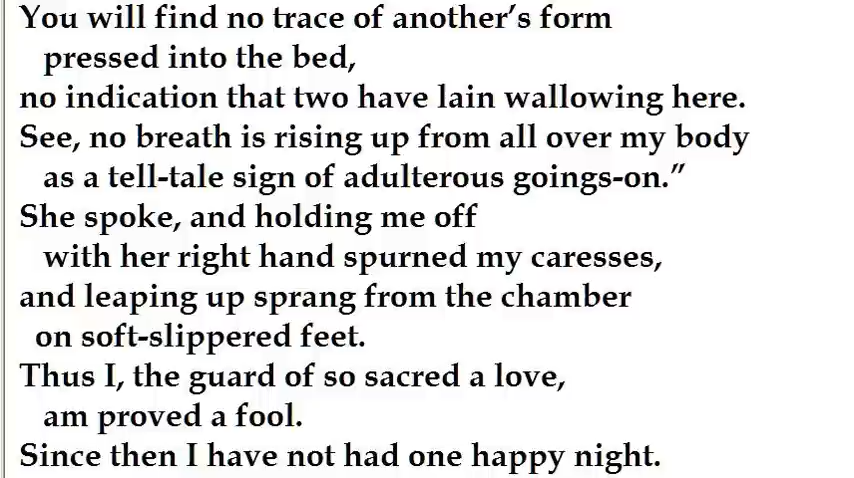 You will find no trace of another’s form
pressed into the bed,
no indication that two have lain wallowing here.
See, no breath is rising up from all over my body
as a tell-tale sign of adulterous goings-on.”
She spoke, and holding me off
with her right hand spurned my caresses,
and leaping up sprang from the chamber
on soft-slippered feet.
Thus I, the guard of so sacred a love,
am proved a fool.
Since then I have not had one happy night.